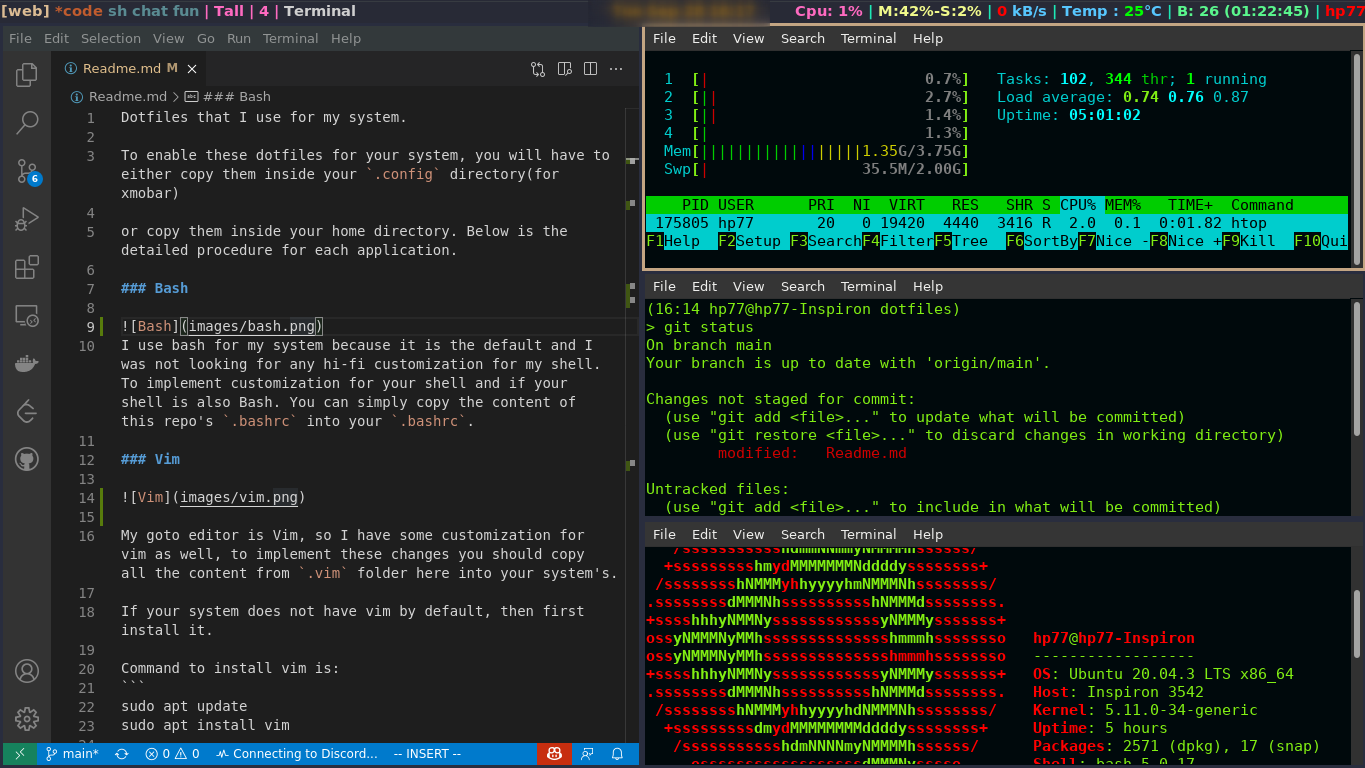 [web] *code sh chat fun | Tall | 4 | Terminal
Cpu: 1% | M:42%-S:2% | 0 kB/s | Temp : 25°C | B: 26 (01:22:45) | hp77
File Edit Selection View Go Run Terminal Help
Readme.md M
Readme.md > ### Bash
1 Dotfiles that I use for my system.
2
3 To enable these dotfiles for your system, you will have to
either copy them inside your `.config` directory(for
xmobar)
4
5 or copy them inside your home directory. Below is the
detailed procedure for each application.
6
7 ### Bash
8
9 ![Bash](images/bash.png)
10 I use bash for my system because it is the default and I
was not looking for any hi-fi customization for my shell.
To implement customization for your shell and if your
shell is also Bash. You can simply copy the content of
this repo's `.bashrc` into your `.bashrc`.
11
12 ### Vim
13
14 ![Vim](images/vim.png)
15
16 My goto editor is Vim, so I have some customization for
vim as well, to implement these changes you should copy
all the content from `.vim` folder here into your system's.
17
18 If your system does not have vim by default, then first
install it.
19
20 Command to install vim is:
21 ```
22 sudo apt update
23 sudo apt install vim
6
main* 0 0 Connecting to Discord... -- INSERT --
File Edit View Search Terminal Help
1 [| 0.7%] Tasks: 102, 344 thr; 1 running
2 [|| 2.7%] Load average: 0.74 0.76 0.87
3 [|| 1.4%] Uptime: 05:01:02
4 [| 1.3%]
Mem[||||||||||||||||||1.35G/3.75G]
Swp[| 35.5M/2.00G]
PID USER PRI NI VIRT RES SHR S CPU% MEM% TIME+ Command
175805 hp77 20 0 19420 4440 3416 R 2.0 0.1 0:01.82 htop
F1Help F2Setup F3SearchF4FilterF5Tree F6SortByF7Nice -F8Nice +F9Kill F10Qui
File Edit View Search Terminal Help
(16:14 hp77@hp77-Inspiron dotfiles)
> git status
On branch main
Your branch is up to date with 'origin/main'.
Changes not staged for commit:
(use "git add <file>..." to update what will be committed)
(use "git restore <file>..." to discard changes in working directory)
modified: Readme.md
Untracked files:
(use "git add <file>..." to include in what will be committed)
File Edit View Search Terminal Help
/ssssssssssshdmmNNmmyNMMMMhssssss/
+ssssssssshmydMMMMMMMNddddyssssssss+
/sssssssshNMMMyhhyyyyhmNMMMNhssssssss/
.ssssssssdMMMNhsssssssssshNMMMdssssssss.
+sssshhhyNMMNyssssssssssssyNMMMysssssss+
ossyNMMMNyMMhsssssssssssssshmmmhssssssso hp77@hp77-Inspiron
ossyNMMMNyMMhsssssssssssssshmmmhssssssso ------------------
+sssshhhyNMMNyssssssssssssyNMMMysssssss+ OS: Ubuntu 20.04.3 LTS x86_64
.ssssssssdMMMNhsssssssssshNMMMdssssssss. Host: Inspiron 3542
/sssssssshNMMMyhhyyyyhdNMMMNhssssssss/ Kernel: 5.11.0-34-generic
+sssssssssdmydMMMMMMMMddddyssssssss+ Uptime: 5 hours
/ssssssssssshdmNNNNmyNMMMMhssssss/ Packages: 2571 (dpkg), 17 (snap)
osssssssssssssssssssdMMMNysssso Shell: bash 5.0.17